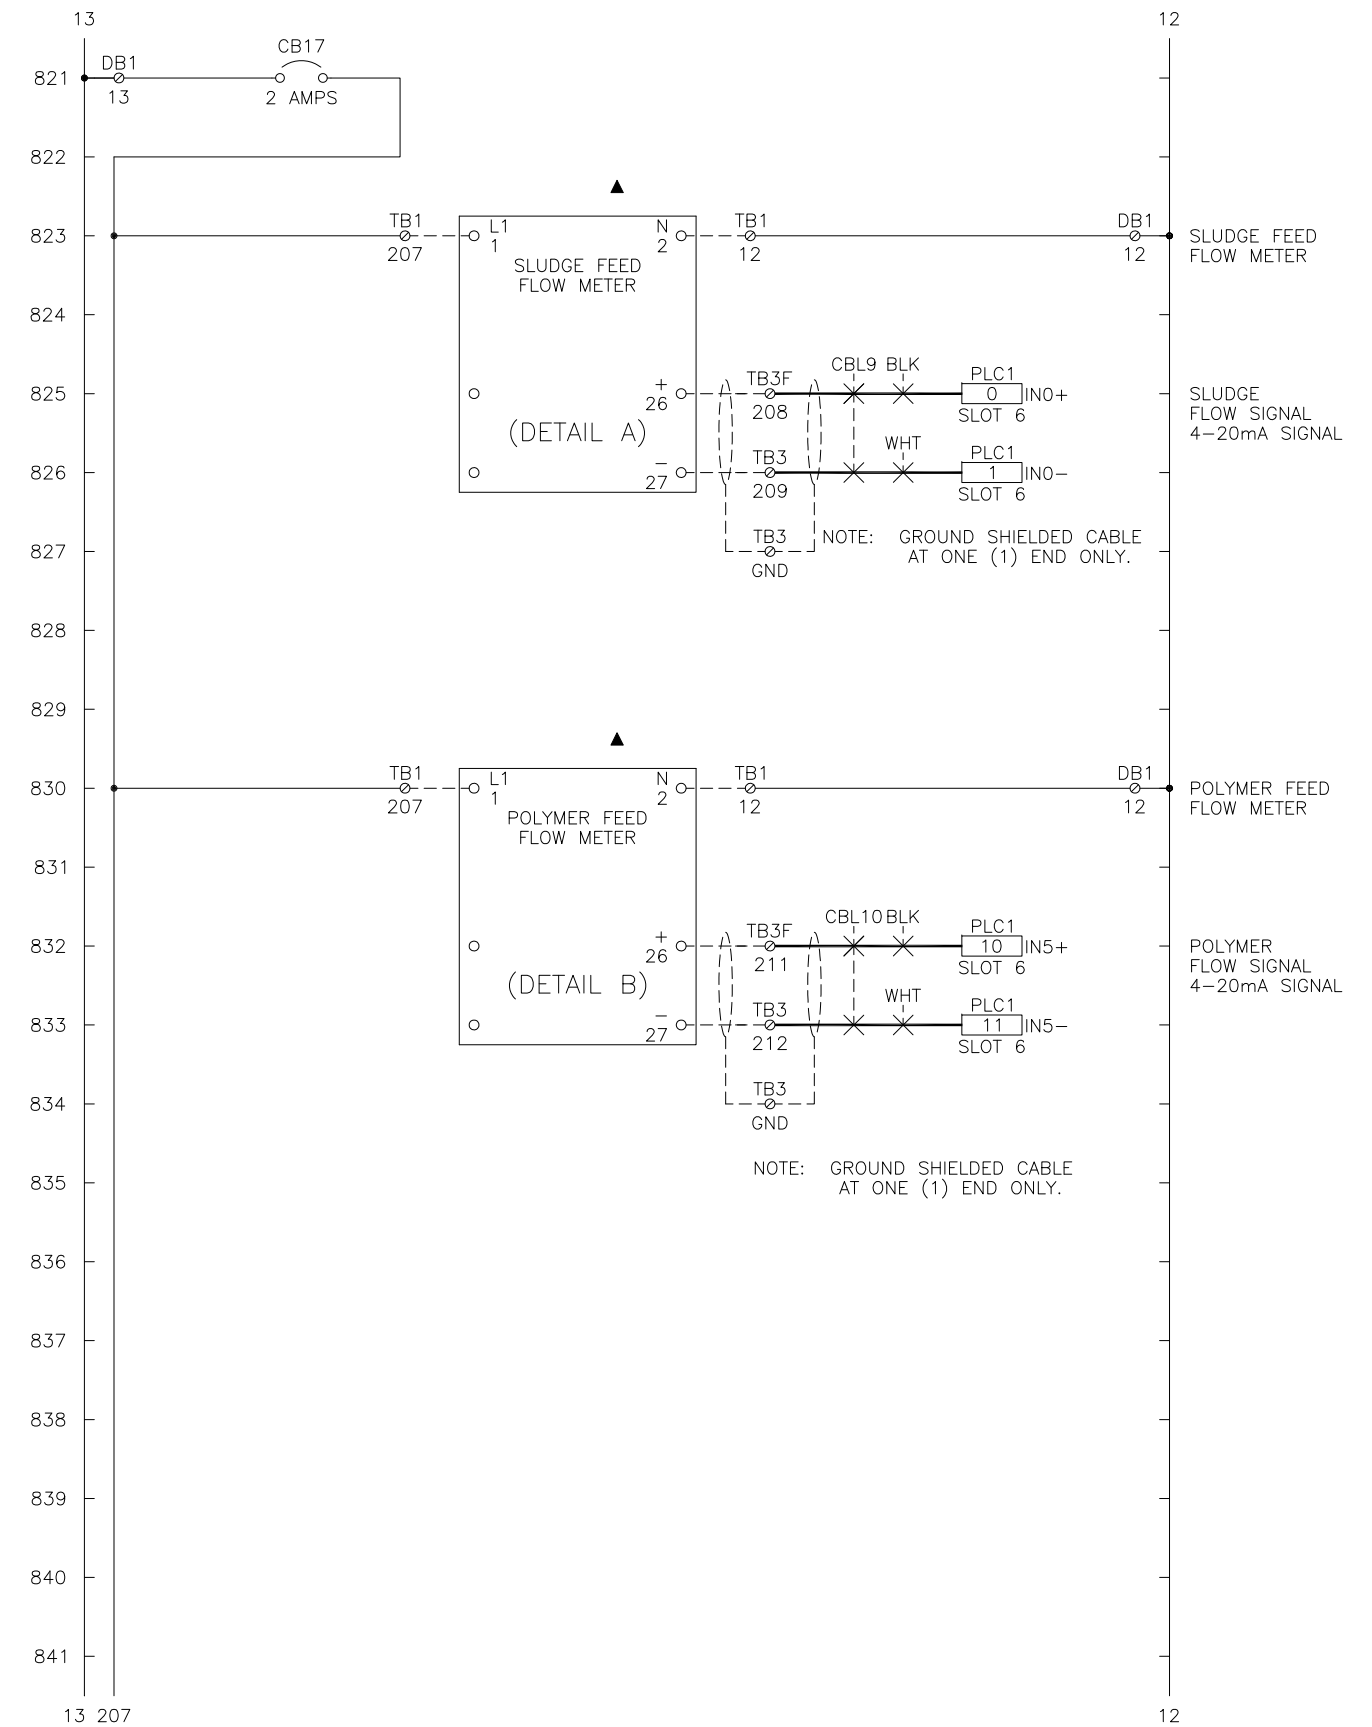 13
12
CB17
DB1
821
13
2 AMPS
822
TB1
L1
N
TB1
DB1
823
1
2
207
12
12
SLUDGE FEED
FLOW METER
SLUDGE FEED
FLOW METER
824
CBL9 BLK
TB3F
PLC1
825
+
26
0
IN0+
208
SLOT 6
SLUDGE
FLOW SIGNAL
4-20mA SIGNAL
(DETAIL A)
WHT
TB3
PLC1
826
-
27
1
IN0-
209
SLOT 6
TB3
NOTE: GROUND SHIELDED CABLE
AT ONE (1) END ONLY.
827
GND
828
829
TB1
L1
N
TB1
DB1
830
1
2
207
12
12
POLYMER FEED
FLOW METER
POLYMER FEED
FLOW METER
831
CBL10 BLK
TB3F
PLC1
832
+
26
10
IN5+
211
SLOT 6
POLYMER
FLOW SIGNAL
4-20mA SIGNAL
(DETAIL B)
WHT
TB3
PLC1
833
-
27
11
IN5-
212
SLOT 6
TB3
834
GND
NOTE: GROUND SHIELDED CABLE
AT ONE (1) END ONLY.
835
836
837
838
839
840
841
13 207
12